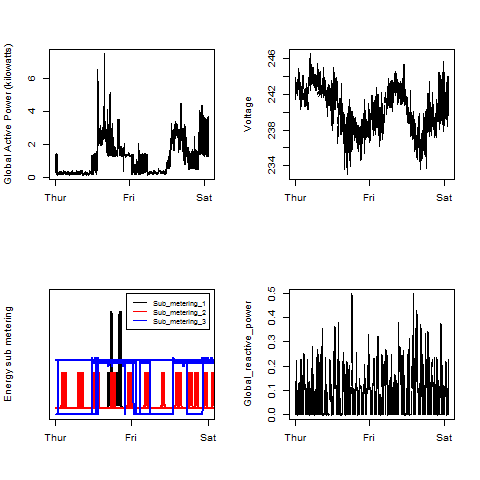 Global Active Power (kilowatts)
0 2 4 6
Thur Fri Sat
Voltage
234 238 242 246
Thur Fri Sat
Energy sub metering
Sub_metering_1
Sub_metering_2
Sub_metering_3
Thur Fri Sat
Global_reactive_power
0.0 0.1 0.2 0.3 0.4 0.5
Thur Fri Sat